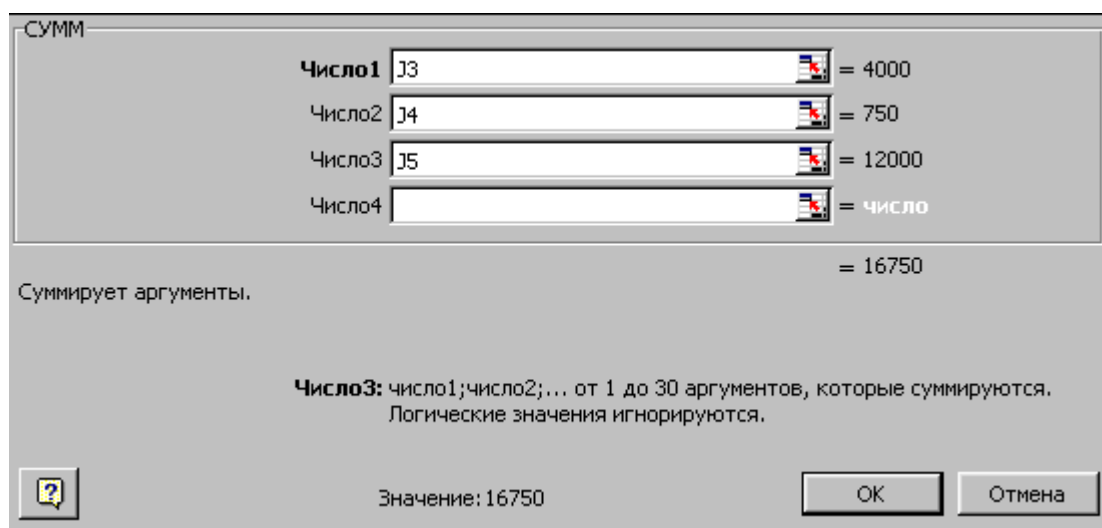 СУММ
Число1 J3 = 4000
Число2 J4 = 750
Число3 J5 = 12000
Число4 = число
= 16750
Суммирует аргументы.
Число3: число1;число2;... от 1 до 30 аргументов, которые суммируются.
Логические значения игнорируются.
? Значение:16750 ОК Отмена